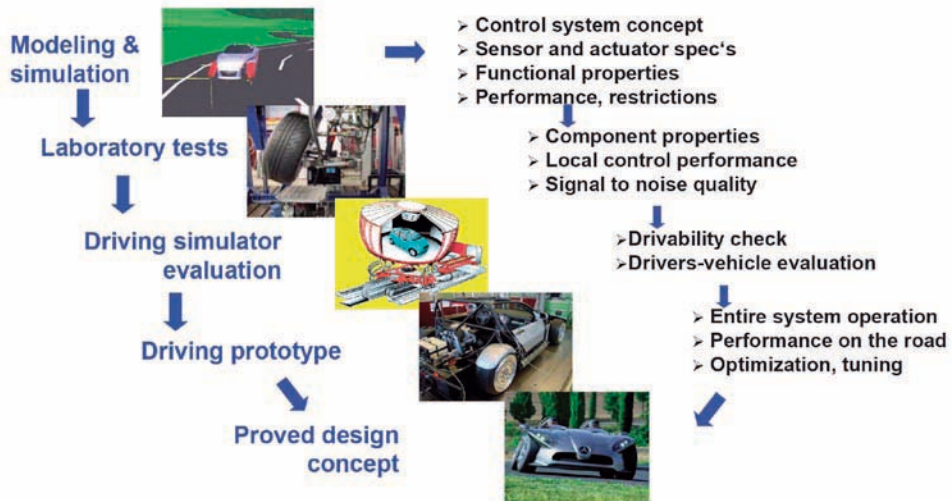 Modeling &
simulation
➢ Control system concept
➢ Sensor and actuator spec‘s
➢ Functional properties
➢ Performance, restrictions
Laboratory tests
➢ Component properties
➢ Local control performance
➢ Signal to noise quality
Driving simulator
evaluation
➢Drivability check
➢Drivers-vehicle evaluation
Driving prototype
➢ Entire system operation
➢ Performance on the road
➢ Optimization, tuning
Proved design
concept